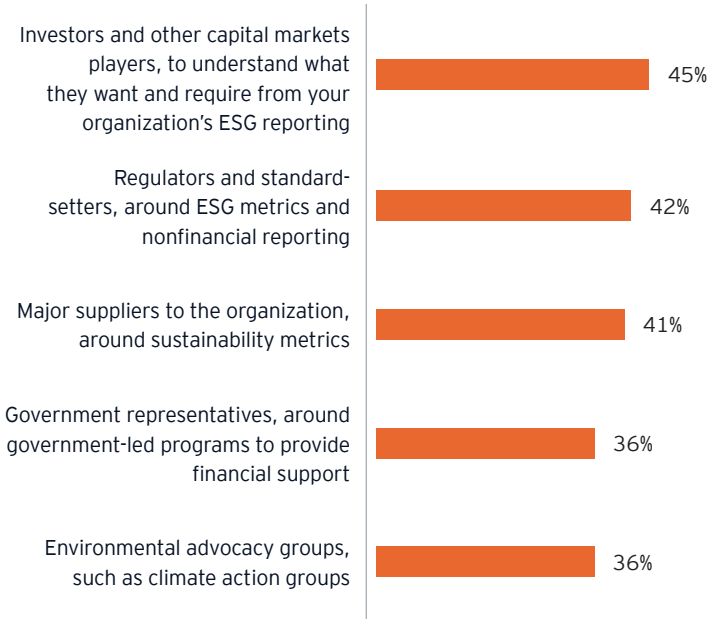 Investors and other capital markets
players, to understand what
they want and require from your
organization's ESG reporting
45%
Regulators and standard-
setters, around ESG metrics and
nonfinancial reporting
42%
Major suppliers to the organization,
around sustainability metrics
41%
Government representatives, around
government-led programs to provide
financial support
36%
Environmental advocacy groups,
such as climate action groups
36%